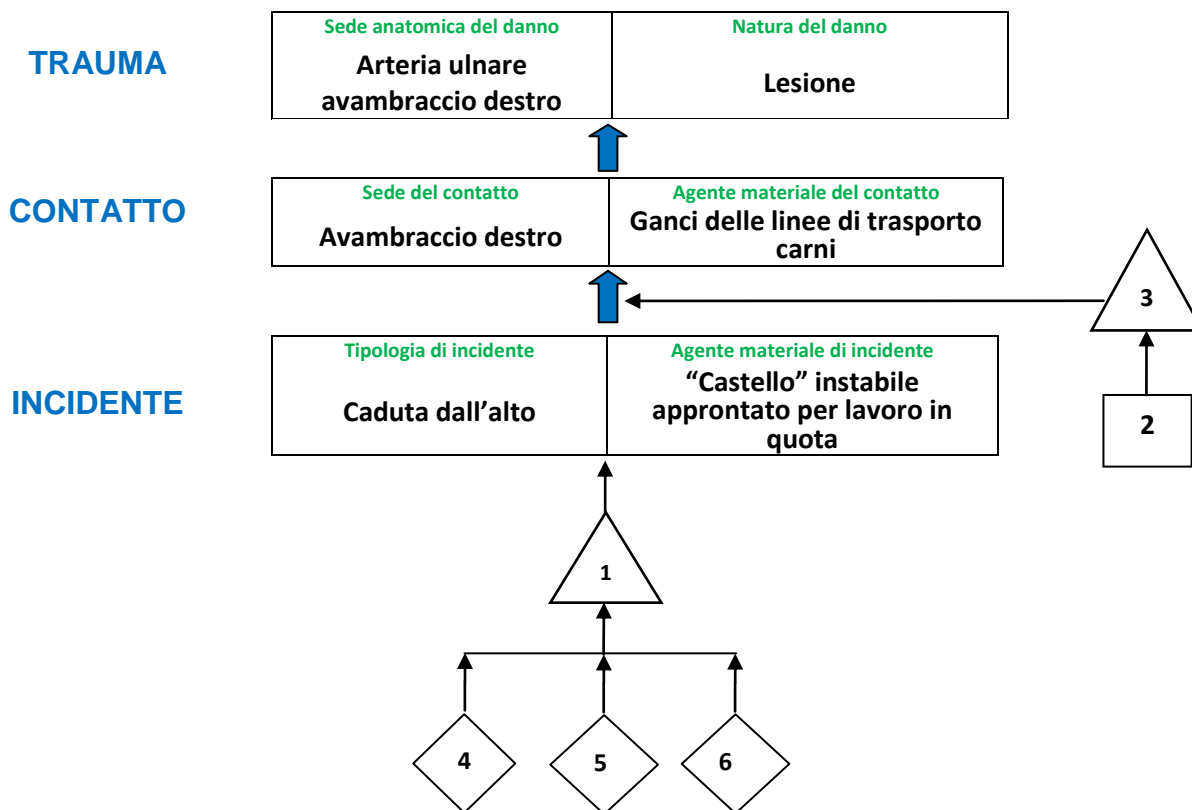 TRAUMA
Sede anatomica del danno
Arteria ulnare
avambraccio destro
Natura del danno
Lesione
CONTATTO
Sede del contatto
Avambraccio destro
Agente materiale del contatto
Ganci delle linee di trasporto
carni
3
INCIDENTE
Tipologia di incidente
Caduta dall’alto
Agente materiale di incidente
“Castello” instabile
approntato per lavoro in
quota
2
1
4
5
6